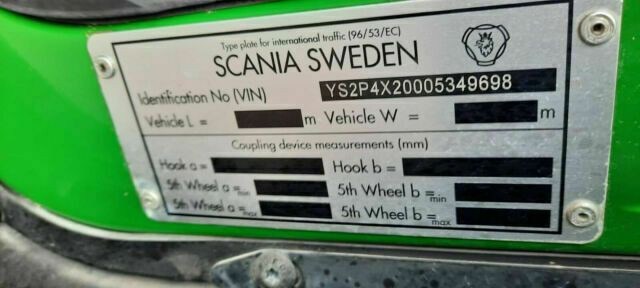 Type plate for international traffic (96/53/EC)
SCANIA SWEDEN
Identification No (VIN) YS2P4X20005349698
Vehicle L = m Vehicle W = m
Coupling device measurements (mm)
Hook a = Hook b =
5th Wheel a =min 5th Wheel b =min
5th Wheel a =max 5th Wheel b =max